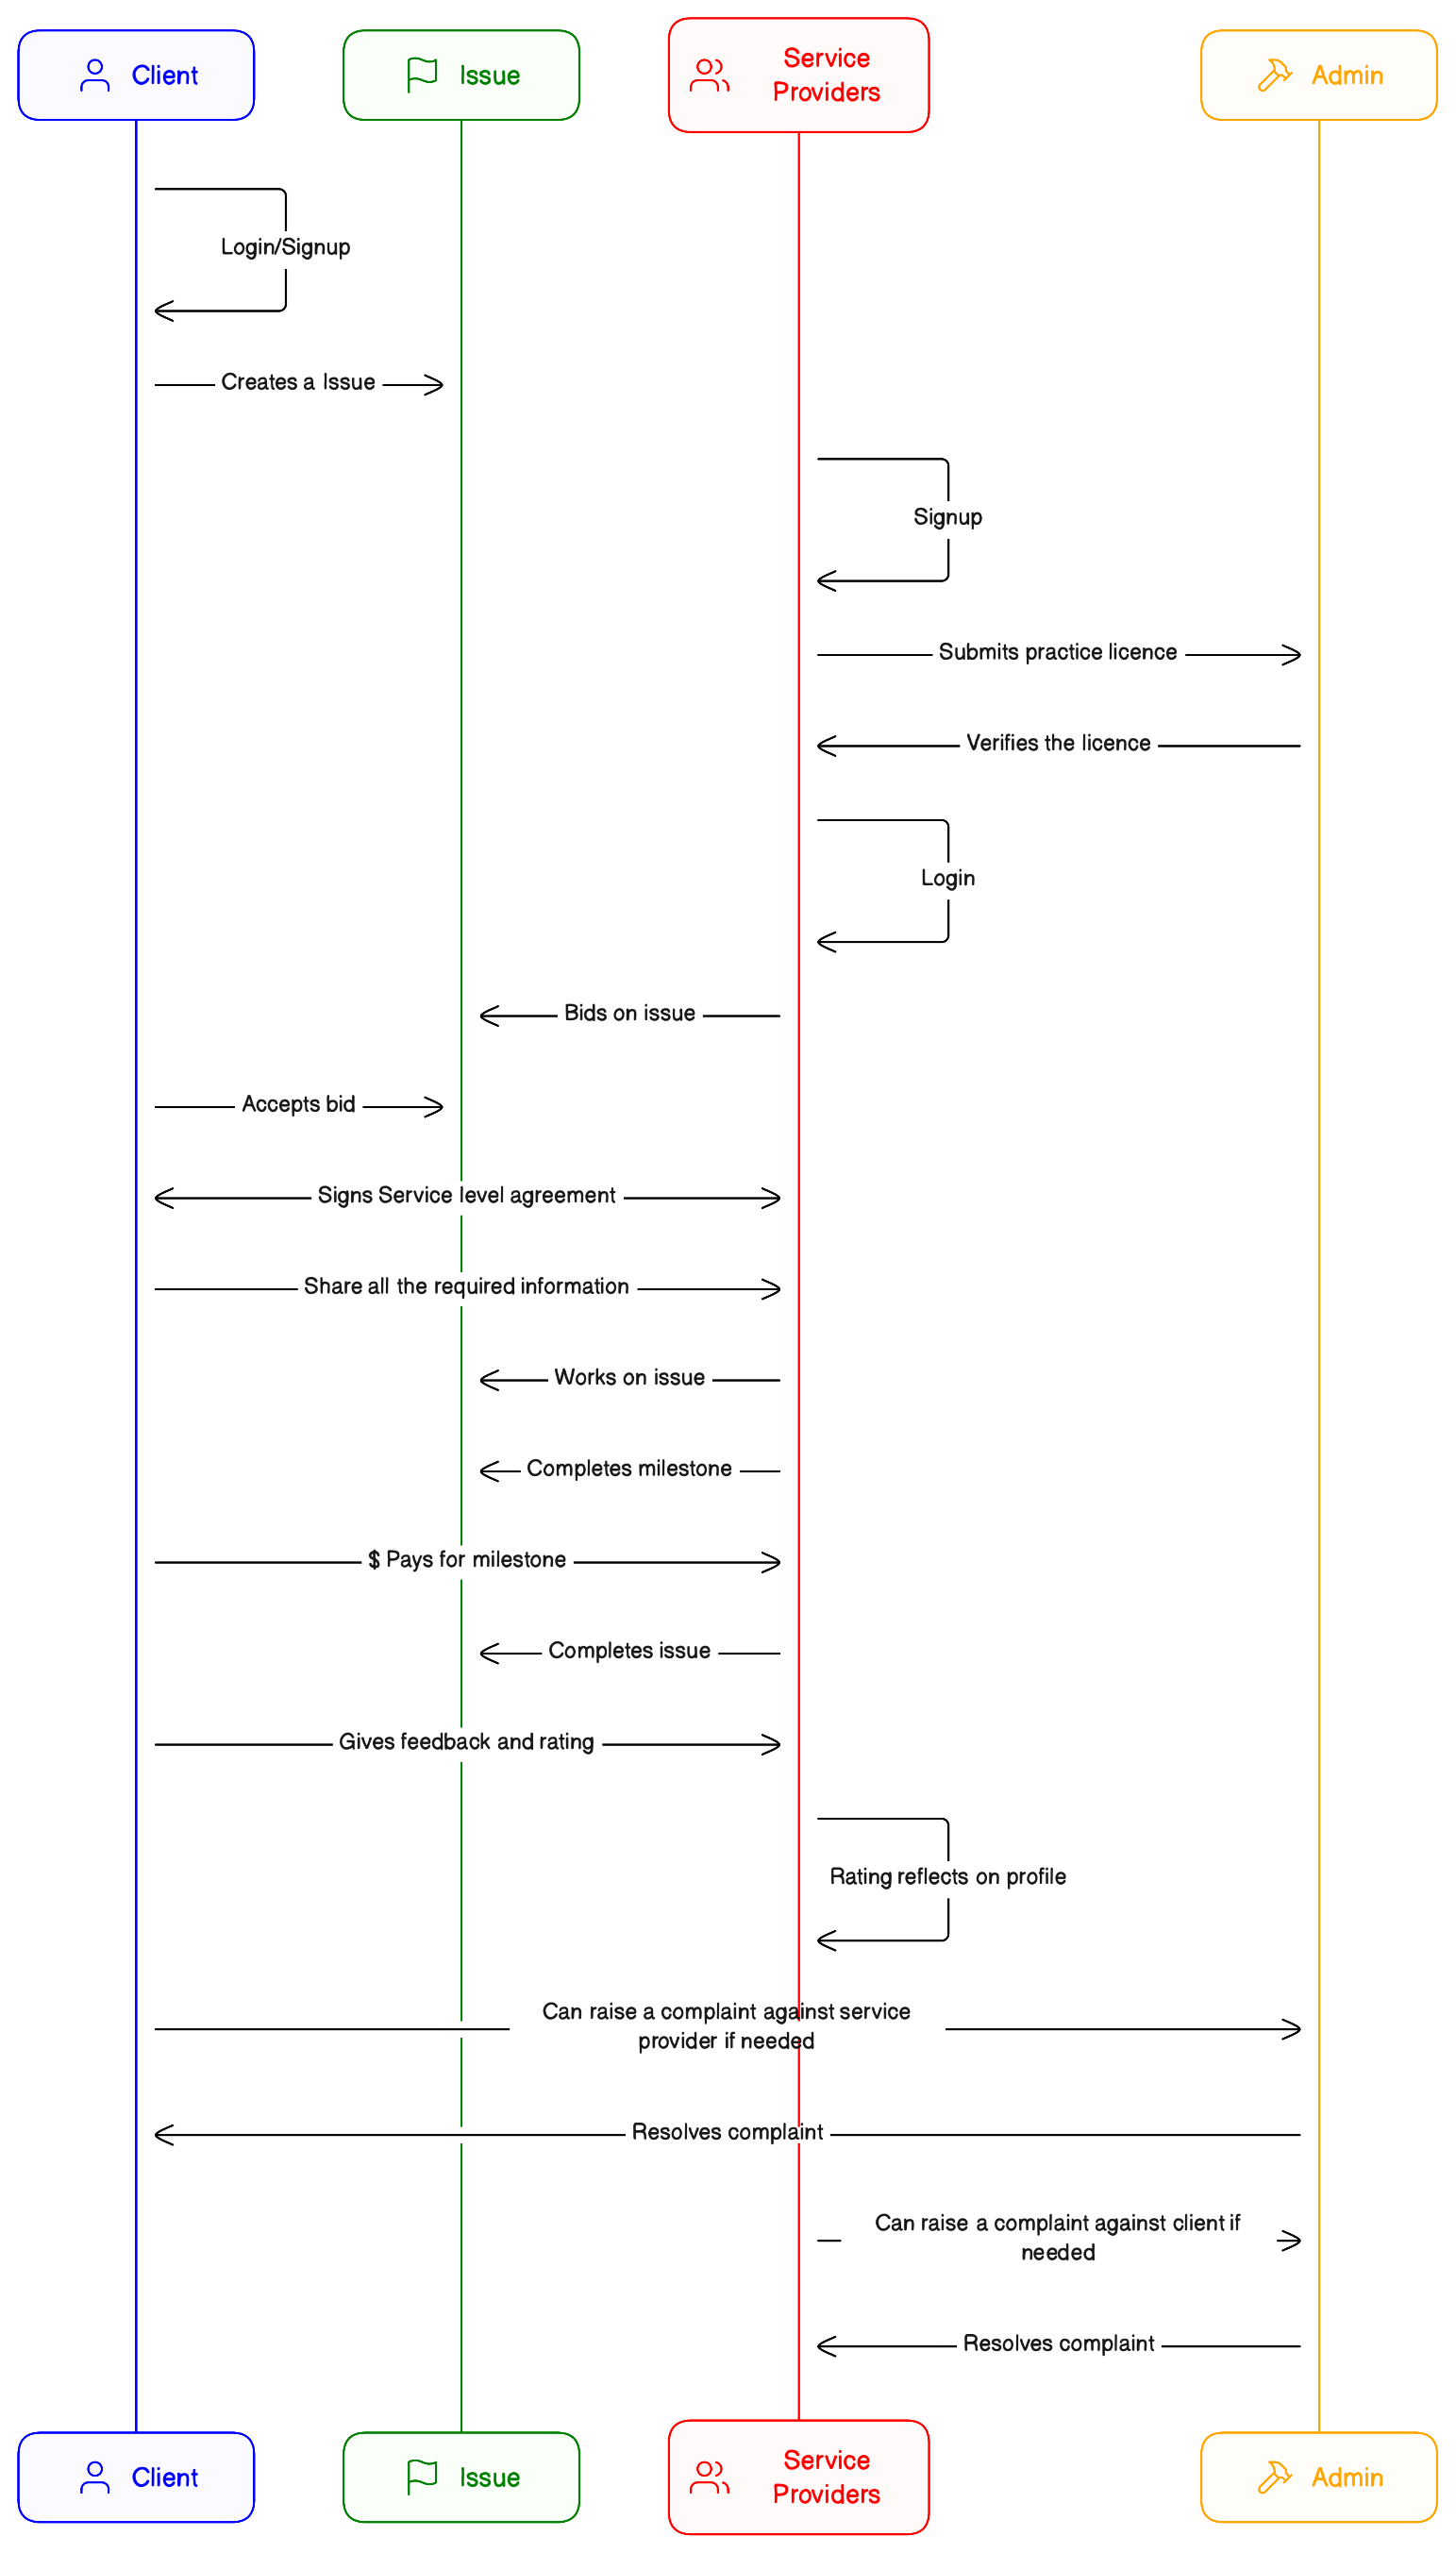 Client
Issue
Service
Providers
Admin
Login/Signup
Creates a Issue
Signup
Submits practice licence
Verifies the licence
Login
Bids on issue
Accepts bid
Signs Service level agreement
Share all the required information
Works on issue
Completes milestone
$ Pays for milestone
Completes issue
Gives feedback and rating
Rating reflects on profile
Can raise a complaint against service
provider if needed
Resolves complaint
Can raise a complaint against client if
needed
Resolves complaint
Client
Issue
Service
Providers
Admin